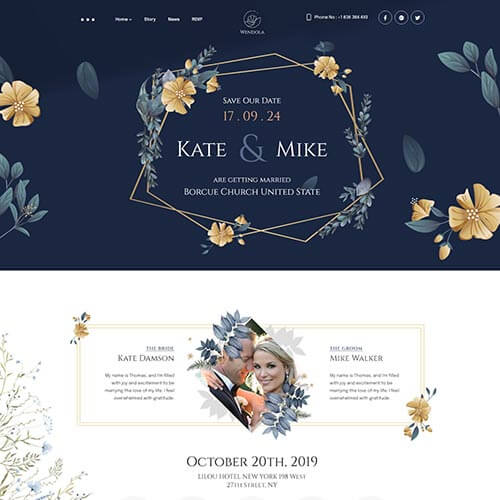 Home
Story
News
RSVP
Wendola
Phone No : +1 636 364 493
Save Our Date
17 . 09 . 24
Kate & Mike
are getting married
Borcue Church United State
The Bride
Kate Damson
My name is Thomas, and I'm filled
with joy and excitement to be
marrying the love of my life. I feel
overwhelmed with gratitude.
The Groom
Mike Walker
My name is Thomas, and I'm filled
with joy and excitement to be
marrying the love of my life. I feel
overwhelmed with gratitude.
October 20th, 2019
Lilou Hotel New York 198 West
27th Street, NY